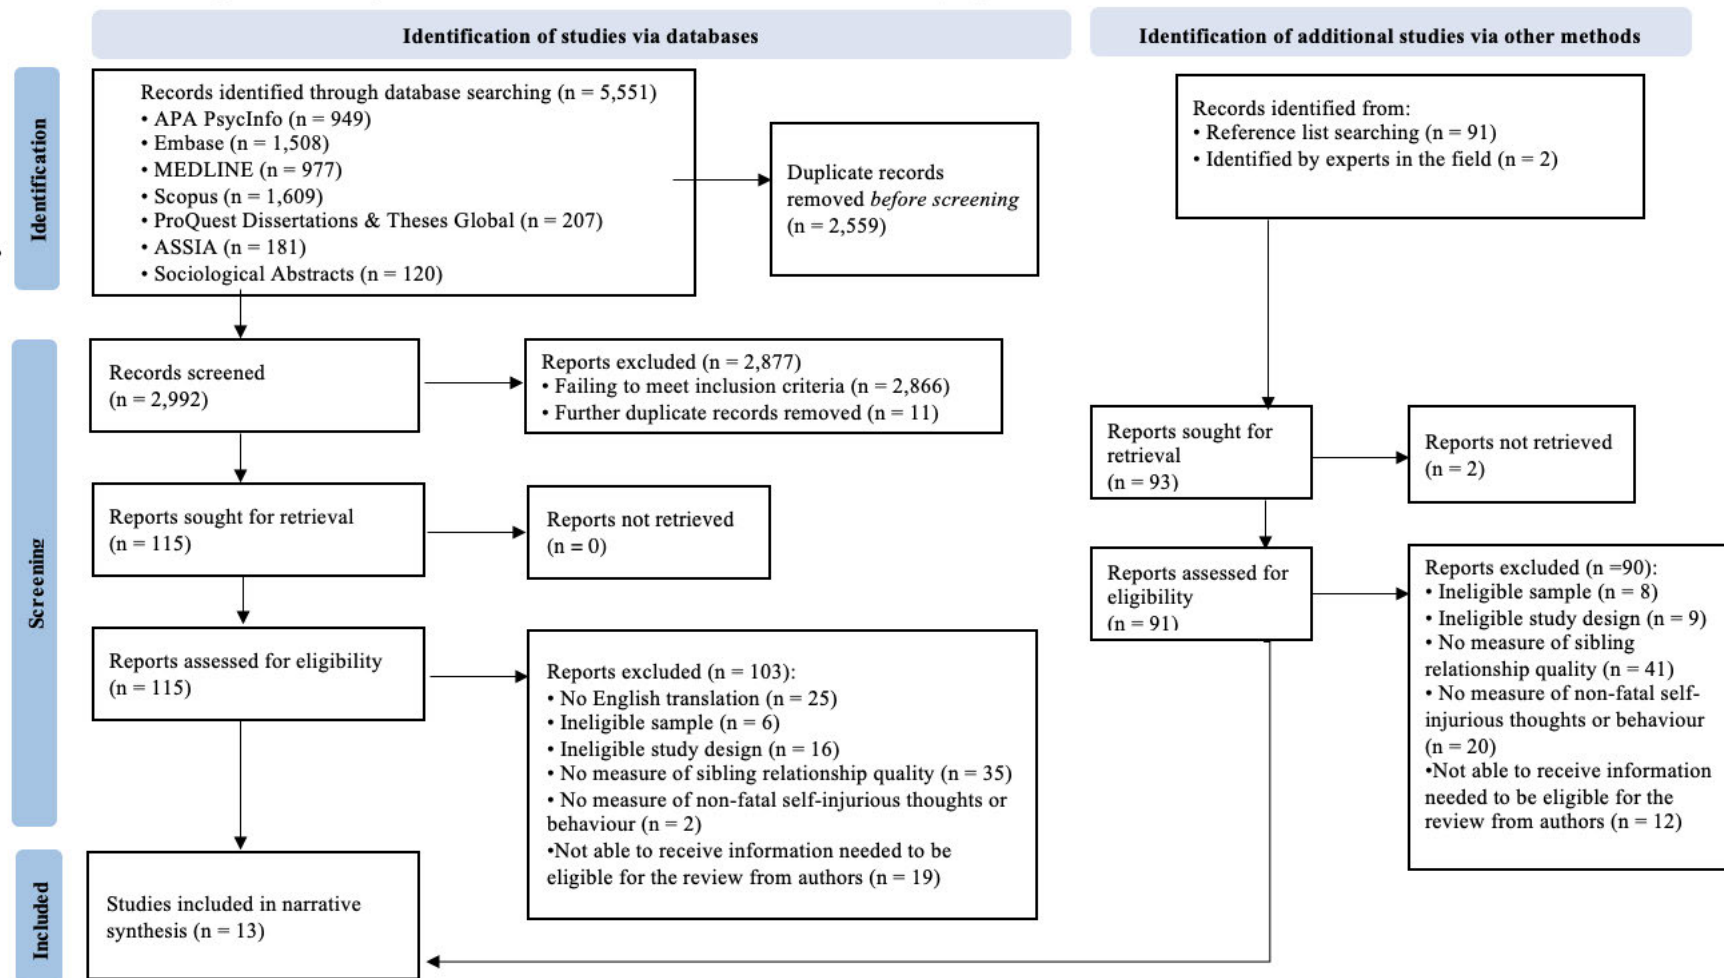 Identification of studies via databases
Identification of additional studies via other methods
Identification
Records identified through database searching (n = 5,551)
• APA PsycInfo (n = 949)
• Embase (n = 1,508)
• MEDLINE (n = 977)
• Scopus (n = 1,609)
• ProQuest Dissertations & Theses Global (n = 207)
• ASSIA (n = 181)
• Sociological Abstracts (n = 120)
Duplicate records
removed before screening
(n = 2,559)
Records identified from:
• Reference list searching (n = 91)
• Identified by experts in the field (n = 2)
Screening
Records screened
(n = 2,992)
Reports excluded (n = 2,877)
• Failing to meet inclusion criteria (n = 2,866)
• Further duplicate records removed (n = 11)
Reports sought for retrieval
(n = 115)
Reports not retrieved
(n = 0)
Reports assessed for eligibility
(n = 115)
Reports excluded (n = 103):
• No English translation (n = 25)
• Ineligible sample (n = 6)
• Ineligible study design (n = 16)
• No measure of sibling relationship quality (n = 35)
• No measure of non-fatal self-injurious thoughts or
behaviour (n = 2)
•Not able to receive information needed to be
eligible for the review from authors (n = 19)
Reports sought for
retrieval
(n = 93)
Reports not retrieved
(n = 2)
Reports assessed for
eligibility
(n = 91)
Reports excluded (n =90):
• Ineligible sample (n = 8)
• Ineligible study design (n = 9)
• No measure of sibling
relationship quality (n = 41)
• No measure of non-fatal self-
injurious thoughts or behaviour
(n = 20)
•Not able to receive information
needed to be eligible for the
review from authors (n = 12)
Included
Studies included in narrative
synthesis (n = 13)